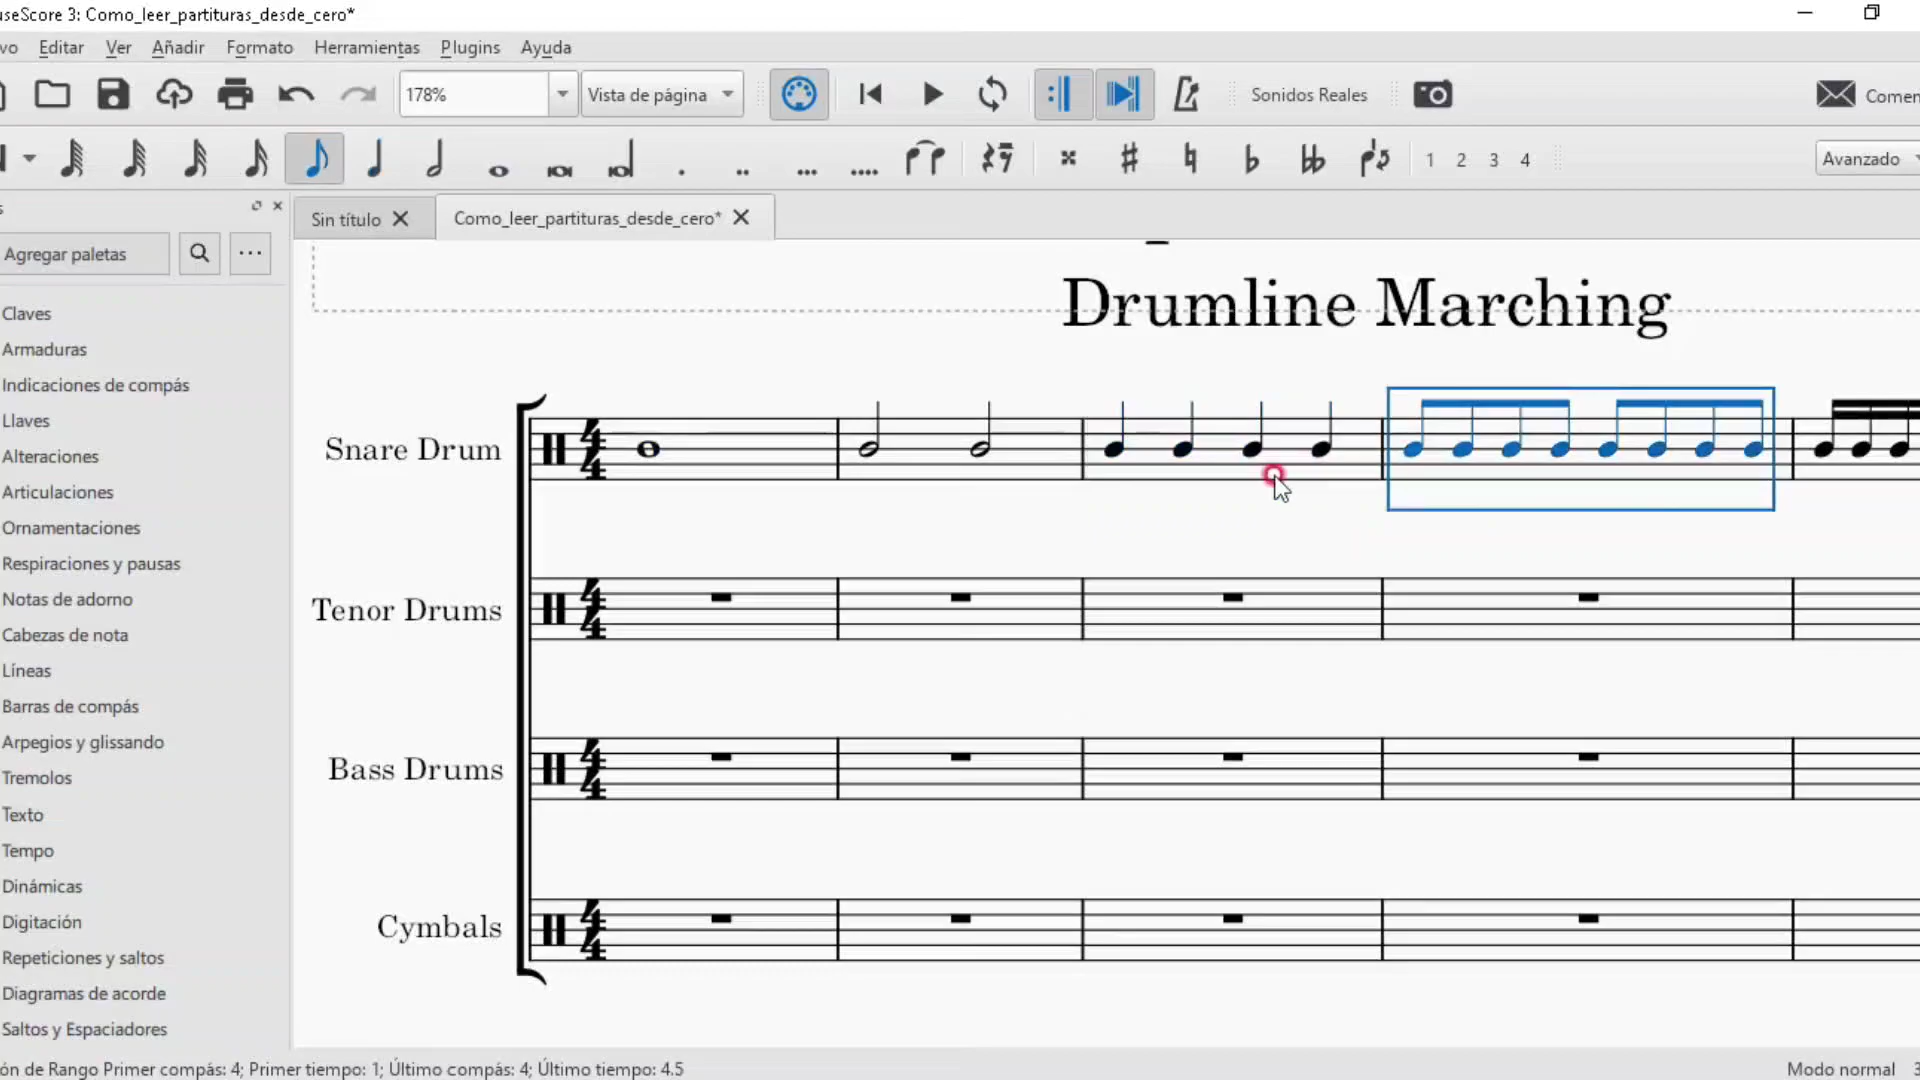 useScore 3: Como_leer_partituras_desde_cero*
vo Editar Ver Añadir Formato Herramientas Plugins Ayuda
178% Vista de página Sonidos Reales Comen
1 2 3 4 Avanzado
s
Sin título Como_leer_partituras_desde_cero*
Agregar paletas ...
Claves
Armaduras
Indicaciones de compás
Llaves
Alteraciones
Articulaciones
Ornamentaciones
Respiraciones y pausas
Notas de adorno
Cabezas de nota
Líneas
Barras de compás
Arpegios y glissando
Tremolos
Texto
Tempo
Dinámicas
Digitación
Repeticiones y saltos
Diagramas de acorde
Saltos y Espaciadores
Drumline Marching
Snare Drum
Tenor Drums
Bass Drums
Cymbals
ón de Rango Primer compás: 4; Primer tiempo: 1; Último compás: 4; Último tiempo: 4.5
Modo normal 3